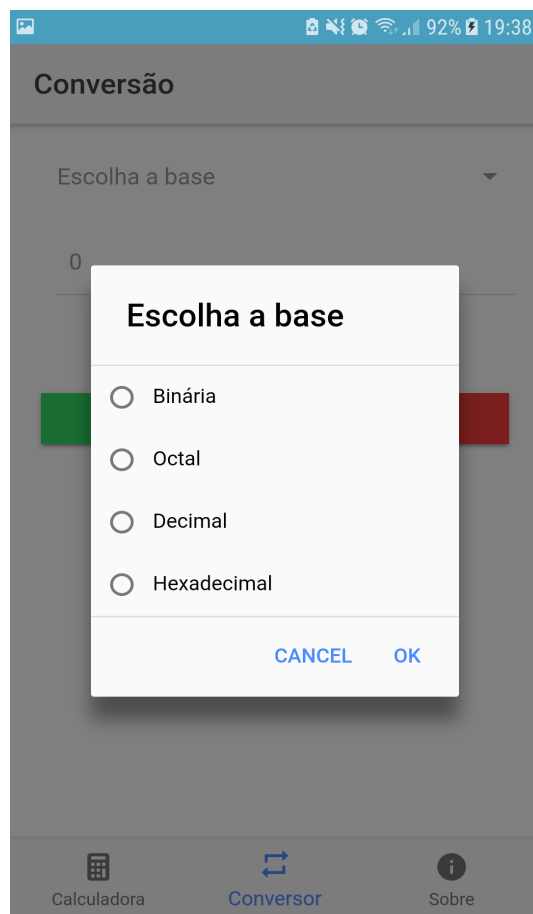 92% 19:38
Conversão
Escolha a base
0
Escolha a base
Binária
Octal
Decimal
Hexadecimal
CANCEL OK
Calculadora Conversor Sobre